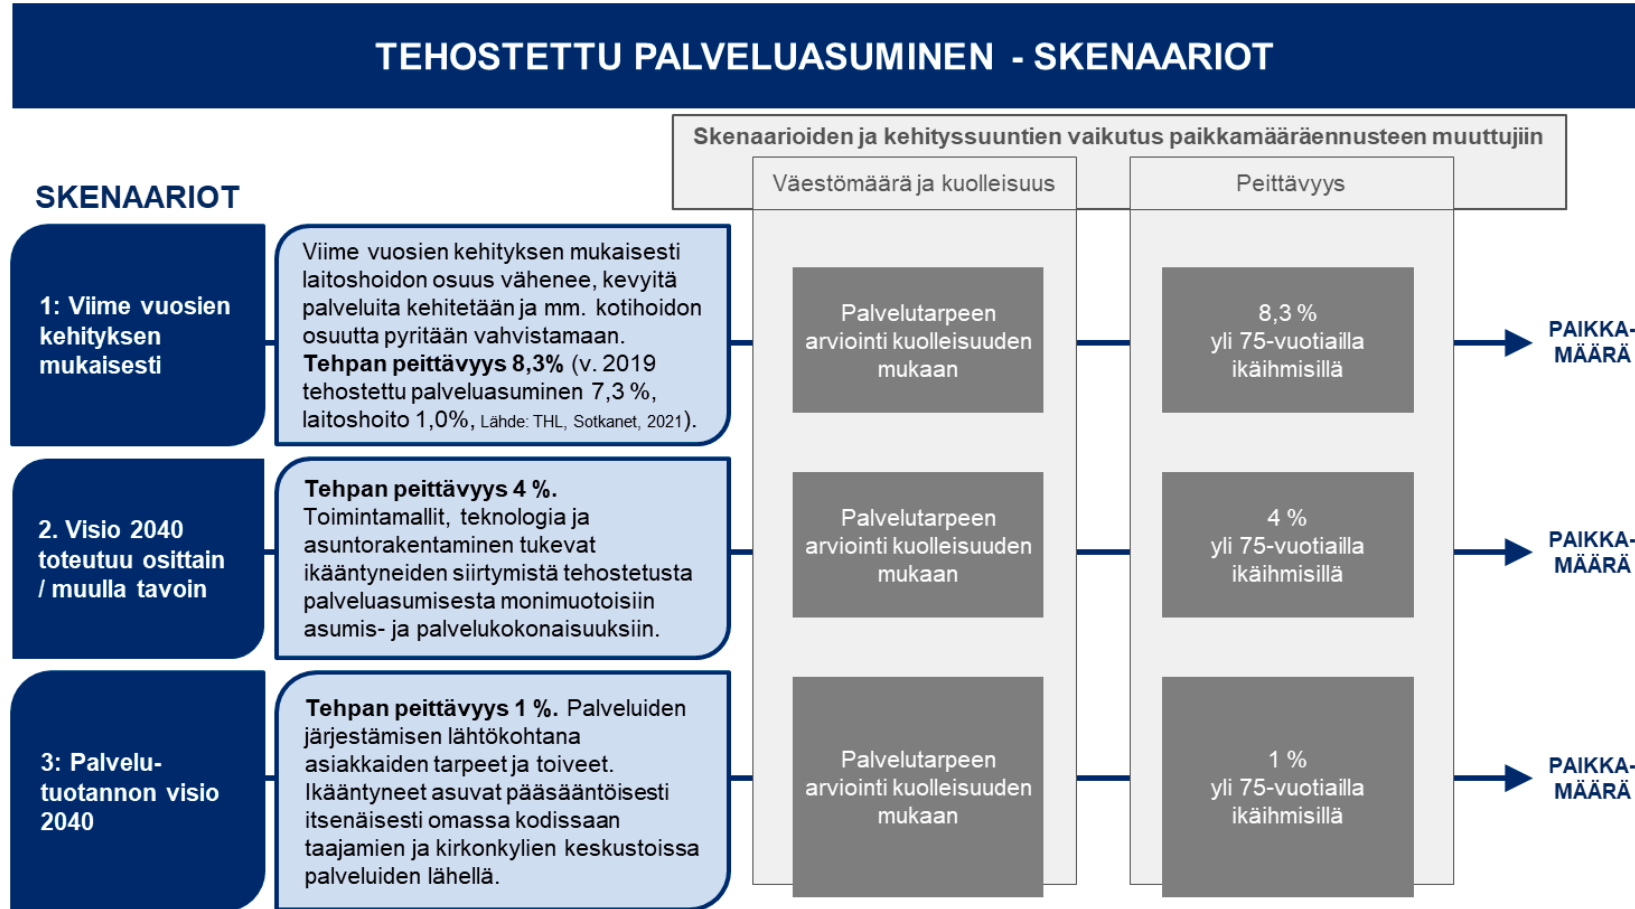 TEHOSTETTU PALVELUASUMINEN - SKENAARIOT
Skenaarioiden ja kehityssuuntien vaikutus paikkamääräennusteen muuttujiin
Väestömäärä ja kuolleisuus
Peittävyys
SKENAARIOT
1: Viime vuosien
kehityksen
mukaisesti
Viime vuosien kehityksen mukaisesti
laitoshoidon osuus vähenee, kevyitä
palveluita kehitetään ja mm. kotihoidon
osuutta pyritään vahvistamaan.
Tehpan peittävyys 8,3% (v. 2019
tehostettu palveluasuminen 7,3 %,
laitoshoito 1,0%, Lähde: THL, Sotkanet, 2021).
Palvelutarpeen
arviointi kuolleisuuden
mukaan
8,3 %
yli 75-vuotiailla
ikäihmisillä
PAIKKA-
MÄÄRÄ
2. Visio 2040
toteutuu osittain
/ muulla tavoin
Tehpan peittävyys 4 %.
Toimintamallit, teknologia ja
asuntorakentaminen tukevat
ikääntyneiden siirtymistä tehostetusta
palveluasumisesta monimuotoisiin
asumis- ja palvelukokonaisuuksiin.
Palvelutarpeen
arviointi kuolleisuuden
mukaan
4 %
yli 75-vuotiailla
ikäihmisillä
PAIKKA-
MÄÄRÄ
3: Palvelu-
tuotannon visio
2040
Tehpan peittävyys 1 %. Palveluiden
järjestämisen lähtökohtana
asiakkaiden tarpeet ja toiveet.
Ikääntyneet asuvat pääsääntöisesti
itsenäisesti omassa kodissaan
taajamien ja kirkonkylien keskustoissa
palveluiden lähellä.
Palvelutarpeen
arviointi kuolleisuuden
mukaan
1 %
yli 75-vuotiailla
ikäihmisillä
PAIKKA-
MÄÄRÄ